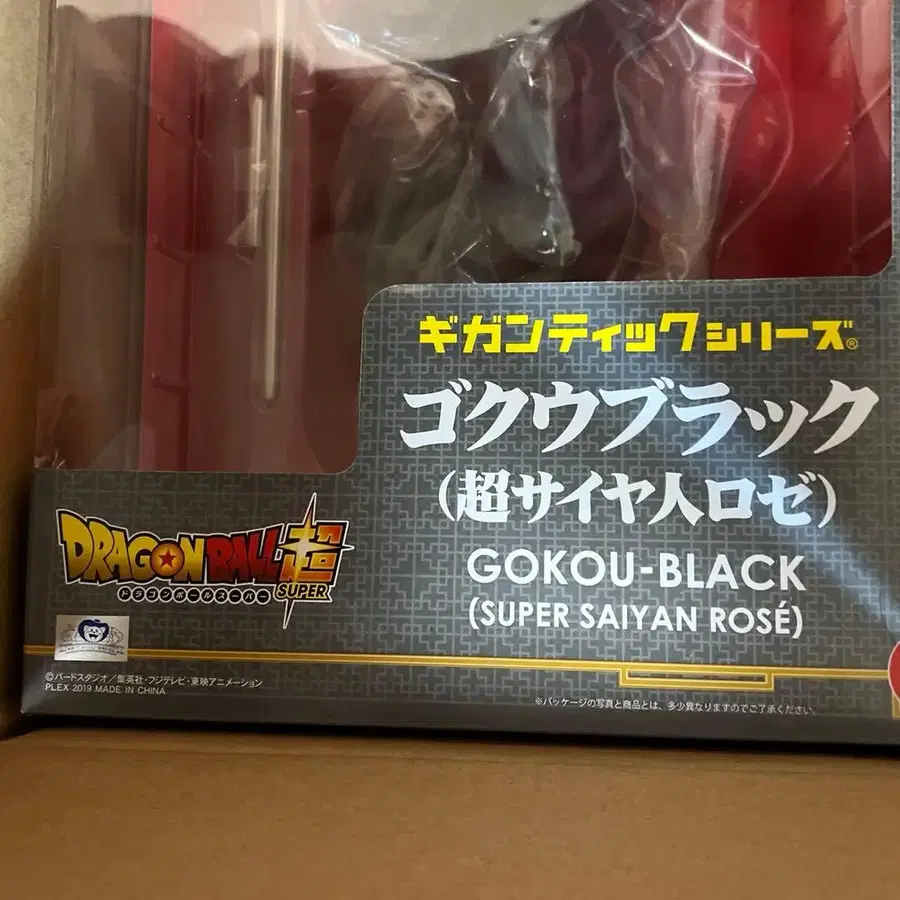 ギガンティックシリーズ®
ゴクウブラック
(超サイヤ人ロゼ)
GOKOU-BLACK
(SUPER SAIYAN ROSÉ)
DRAGON BALL超
ドラゴンボールスーパー
SUPER
©バードスタジオ/集英社・フジテレビ・東映アニメーション
PLEX 2019 MADE IN CHINA
※パッケージの写真と商品とは、多少異なりますのでご了承ください。